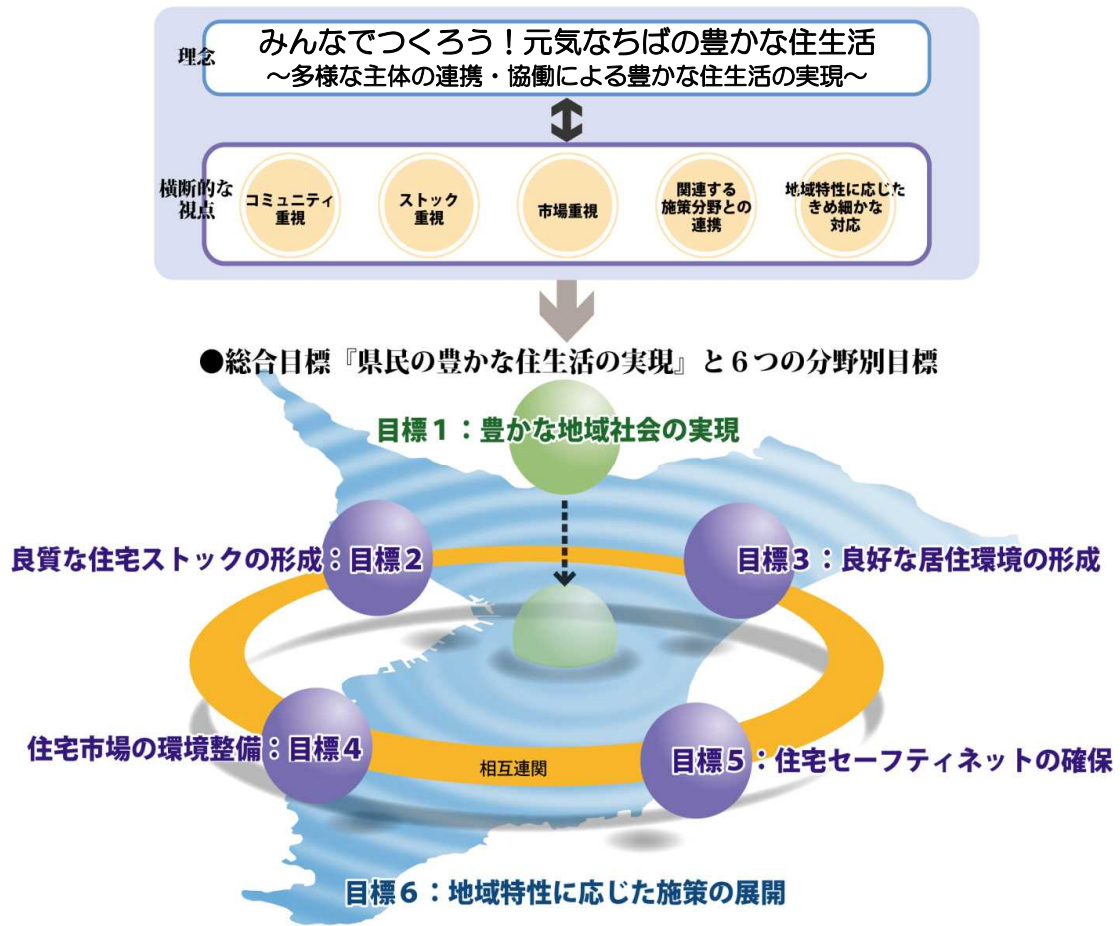 理念
みんなでつくろう！元気なちばの豊かな住生活
～多様な主体の連携・協働による豊かな住生活の実現～
横断的な
視点
コミュニティ
重視
ストック
重視
市場重視
関連する
施策分野との
連携
地域特性に応じた
きめ細かな
対応
●総合目標『県民の豊かな住生活の実現』と６つの分野別目標
目標１：豊かな地域社会の実現
良質な住宅ストックの形成：目標２
目標３：良好な居住環境の形成
住宅市場の環境整備：目標４
相互連関
目標５：住宅セーフティネットの確保
目標６：地域特性に応じた施策の展開